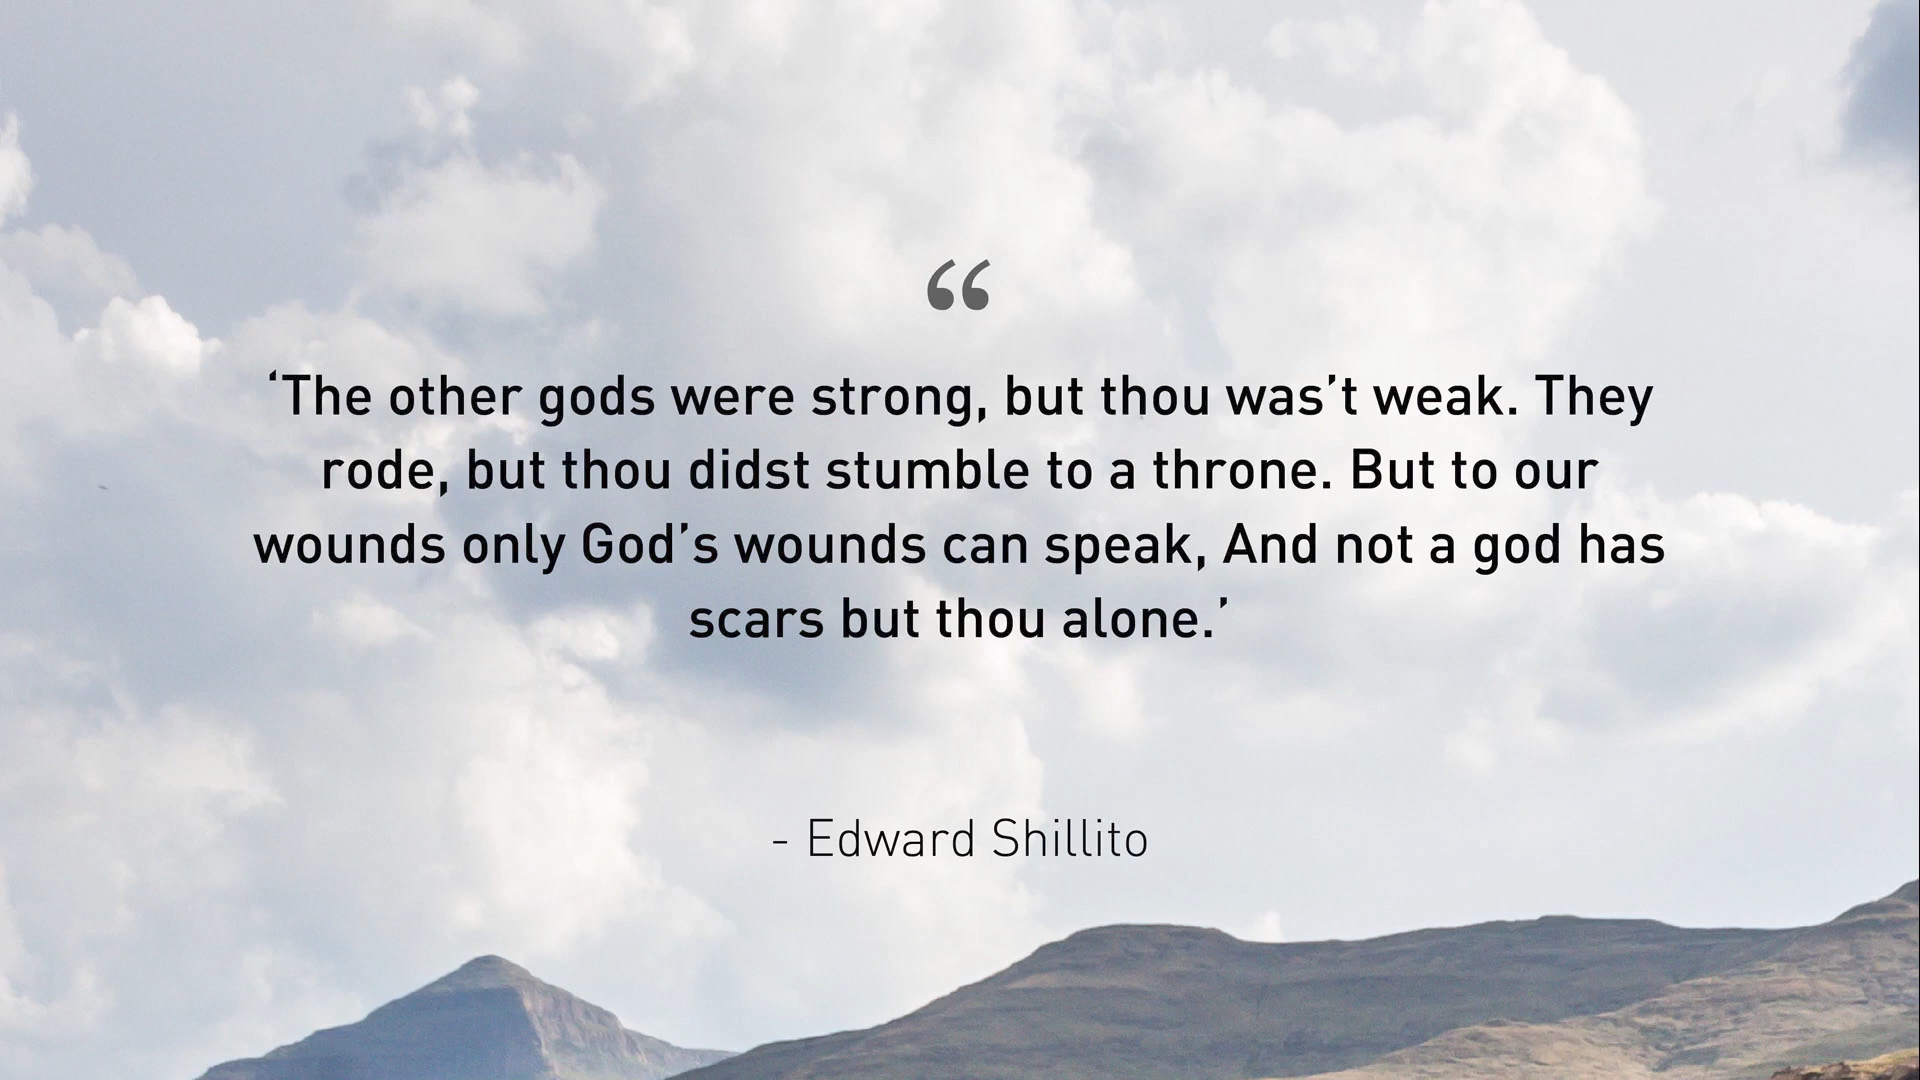 “
‘The other gods were strong, but thou was’t weak. They
rode, but thou didst stumble to a throne. But to our
wounds only God’s wounds can speak, And not a god has
scars but thou alone.’
- Edward Shillito